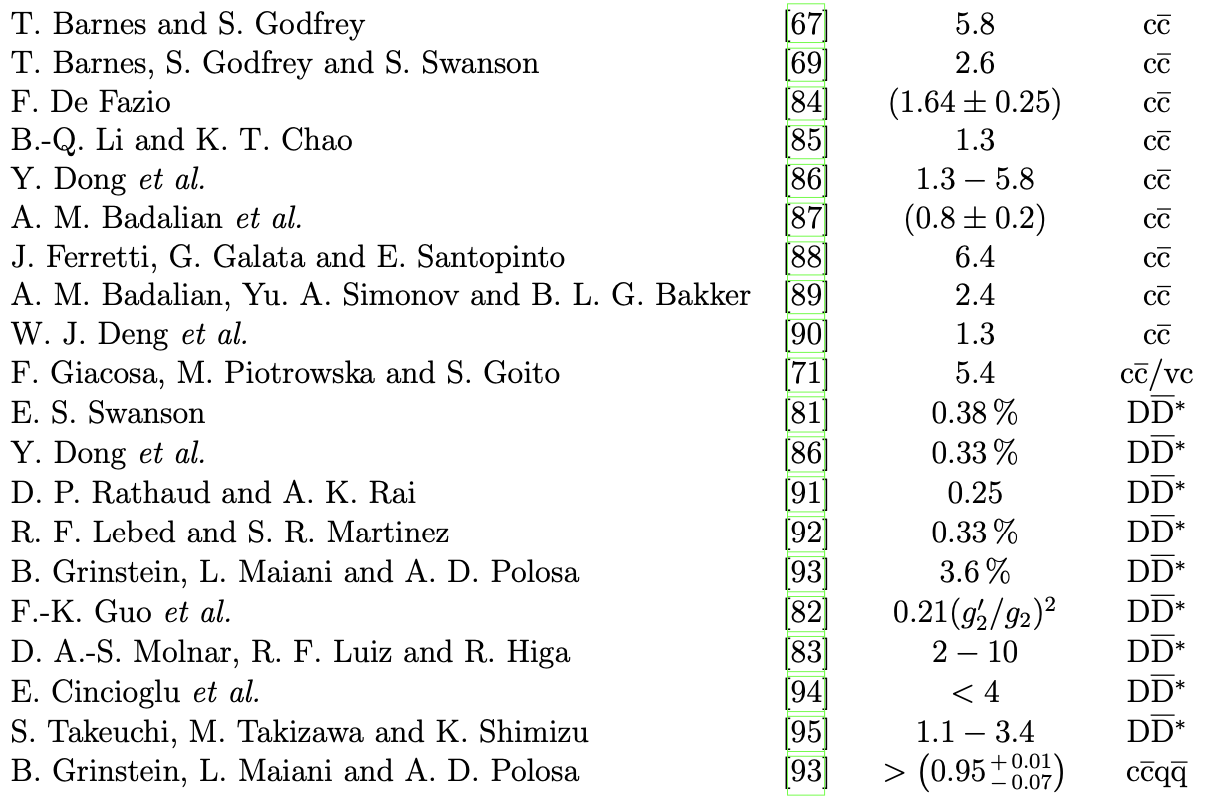 T. Barnes and S. Godfrey [67] 5.8 cc̅
T. Barnes, S. Godfrey and S. Swanson [69] 2.6 cc̅
F. De Fazio [84] (1.64 ± 0.25) cc̅
B.-Q. Li and K. T. Chao [85] 1.3 cc̅
Y. Dong et al. [86] 1.3 – 5.8 cc̅
A. M. Badalian et al. [87] (0.8 ± 0.2) cc̅
J. Ferretti, G. Galata and E. Santopinto [88] 6.4 cc̅
A. M. Badalian, Yu. A. Simonov and B. L. G. Bakker [89] 2.4 cc̅
W. J. Deng et al. [90] 1.3 cc̅
F. Giacosa, M. Piotrowska and S. Goito [71] 5.4 cc̅/vc
E. S. Swanson [81] 0.38 % DD̅*
Y. Dong et al. [86] 0.33 % DD̅*
D. P. Rathaud and A. K. Rai [91] 0.25 DD̅*
R. F. Lebed and S. R. Martinez [92] 0.33 % DD̅*
B. Grinstein, L. Maiani and A. D. Polosa [93] 3.6 % DD̅*
F.-K. Guo et al. [82] 0.21(g′₂/g₂)² DD̅*
D. A.-S. Molnar, R. F. Luiz and R. Higa [83] 2 – 10 DD̅*
E. Cincioglu et al. [94] < 4 DD̅*
S. Takeuchi, M. Takizawa and K. Shimizu [95] 1.1 – 3.4 DD̅*
B. Grinstein, L. Maiani and A. D. Polosa [93] > (0.95 +0.01 −0.07) cc̅qq̅